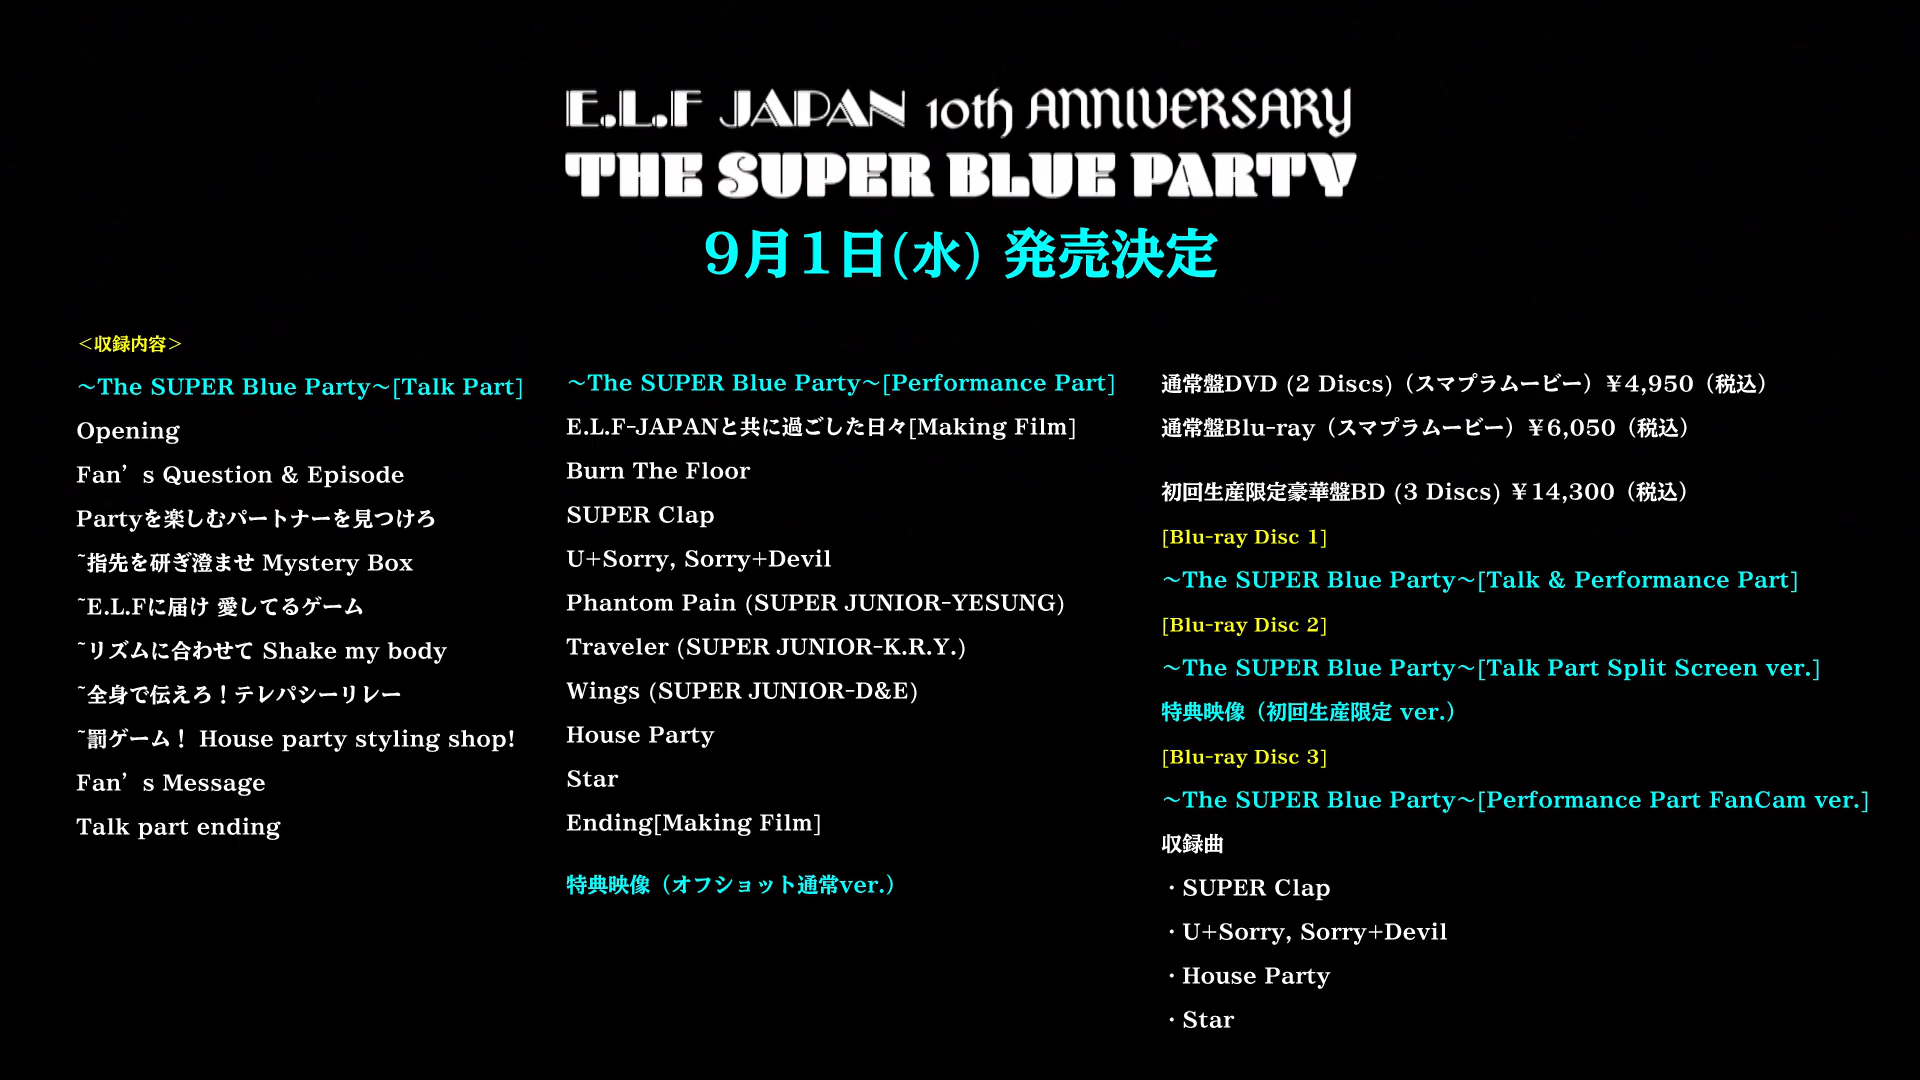 E.L.F JAPAN 10th ANNIVERSARY
THE SUPER BLUE PARTY
9月1日(水) 発売決定
＜収録内容＞
～The SUPER Blue Party～[Talk Part]
Opening
Fan’s Question & Episode
Partyを楽しむパートナーを見つけろ
~指先を研ぎ澄ませ Mystery Box
~E.L.Fに届け 愛してるゲーム
~リズムに合わせて Shake my body
~全身で伝えろ！テレパシーリレー
~罰ゲーム！ House party styling shop!
Fan’s Message
Talk part ending
～The SUPER Blue Party～[Performance Part]
E.L.F-JAPANと共に過ごした日々[Making Film]
Burn The Floor
SUPER Clap
U+Sorry, Sorry+Devil
Phantom Pain (SUPER JUNIOR-YESUNG)
Traveler (SUPER JUNIOR-K.R.Y.)
Wings (SUPER JUNIOR-D&E)
House Party
Star
Ending[Making Film]
特典映像（オフショット通常ver.）
通常盤DVD (2 Discs)（スマプラムービー）￥4,950（税込）
通常盤Blu-ray（スマプラムービー）￥6,050（税込）
初回生産限定豪華盤BD (3 Discs) ￥14,300（税込）
[Blu-ray Disc 1]
～The SUPER Blue Party～[Talk & Performance Part]
[Blu-ray Disc 2]
～The SUPER Blue Party～[Talk Part Split Screen ver.]
特典映像（初回生産限定 ver.）
[Blu-ray Disc 3]
～The SUPER Blue Party～[Performance Part FanCam ver.]
収録曲
・SUPER Clap
・U+Sorry, Sorry+Devil
・House Party
・Star